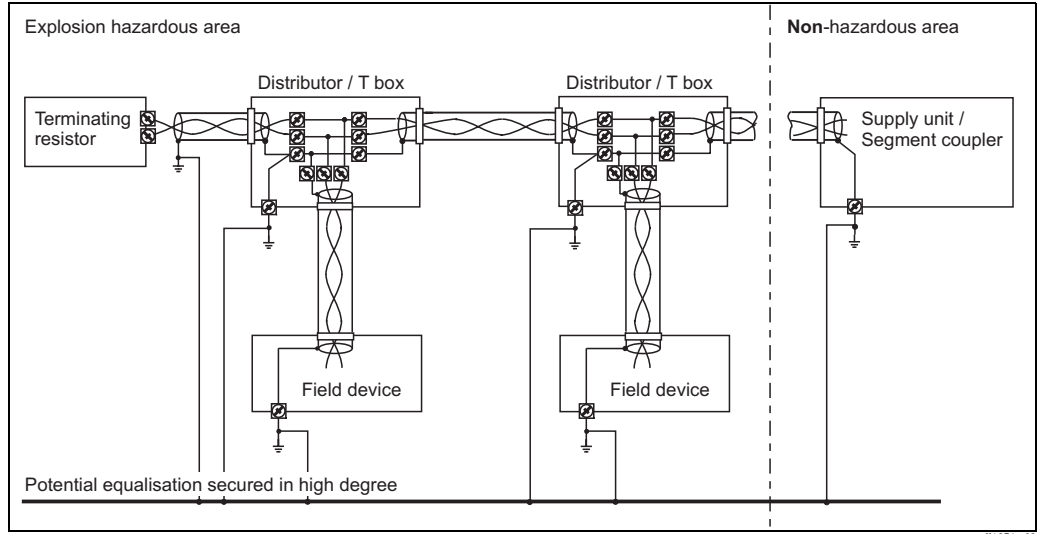 Explosion hazardous area
Non-hazardous area
Distributor / T box
Distributor / T box
Terminating
resistor
Supply unit /
Segment coupler
Field device
Field device
Potential equalisation secured in high degree